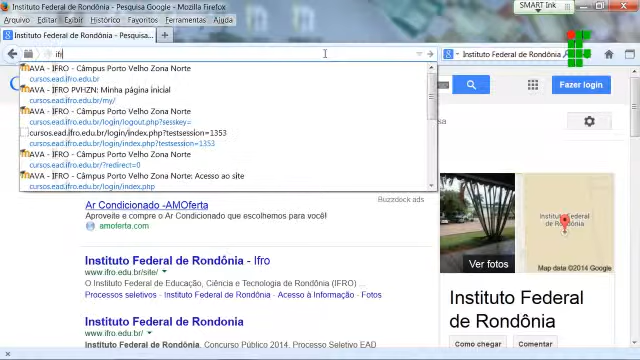 Instituto Federal de Rondônia - Pesquisa Google - Mozilla Firefox
SMART Ink
Arquivo Editar Exibir Histórico Favoritos Ferramentas Ajuda
Instituto Federal de Rondônia - Pesquisa...
ifr
Instituto Federal de Rondônia
AVA - IFRO - Câmpus Porto Velho Zona Norte
cursos.ead.ifro.edu.br
AVA - IFRO PVHZN: Minha página inicial
cursos.ead.ifro.edu.br/my/
AVA - IFRO - Câmpus Porto Velho Zona Norte
cursos.ead.ifro.edu.br/login/logout.php?sesskey=
cursos.ead.ifro.edu.br/login/index.php?testsession=1353
cursos.ead.ifro.edu.br/login/index.php?testsession=1353
AVA - IFRO - Câmpus Porto Velho Zona Norte
cursos.ead.ifro.edu.br/?redirect=0
AVA - IFRO - Câmpus Porto Velho Zona Norte: Acesso ao site
cursos.ead.ifro.edu.br/login/index.php
Fazer login
Buzzdock ads
Ar Condicionado - AMOferta
Aproveite e compre o Ar Condicionado que escolhemos para você!
amoferta.com
Instituto Federal de Rondônia - Ifro
www.ifro.edu.br/site/
O Instituto Federal de Educação, Ciência e Tecnologia de Rondônia (IFRO) ...
Processos seletivos - Instituto Federal de Rondônia - Acesso à Informação - Fotos
Instituto Federal de Rondonia
www.ifro.edu.br/
Instituto Federal de Rondônia, Concurso Público 2014. Processo Seletivo EAD
Ver fotos
Instituto Federal de Rondônia
Map data ©2014 Google
Instituto Federal
de Rondônia
Como chegar
Comentar